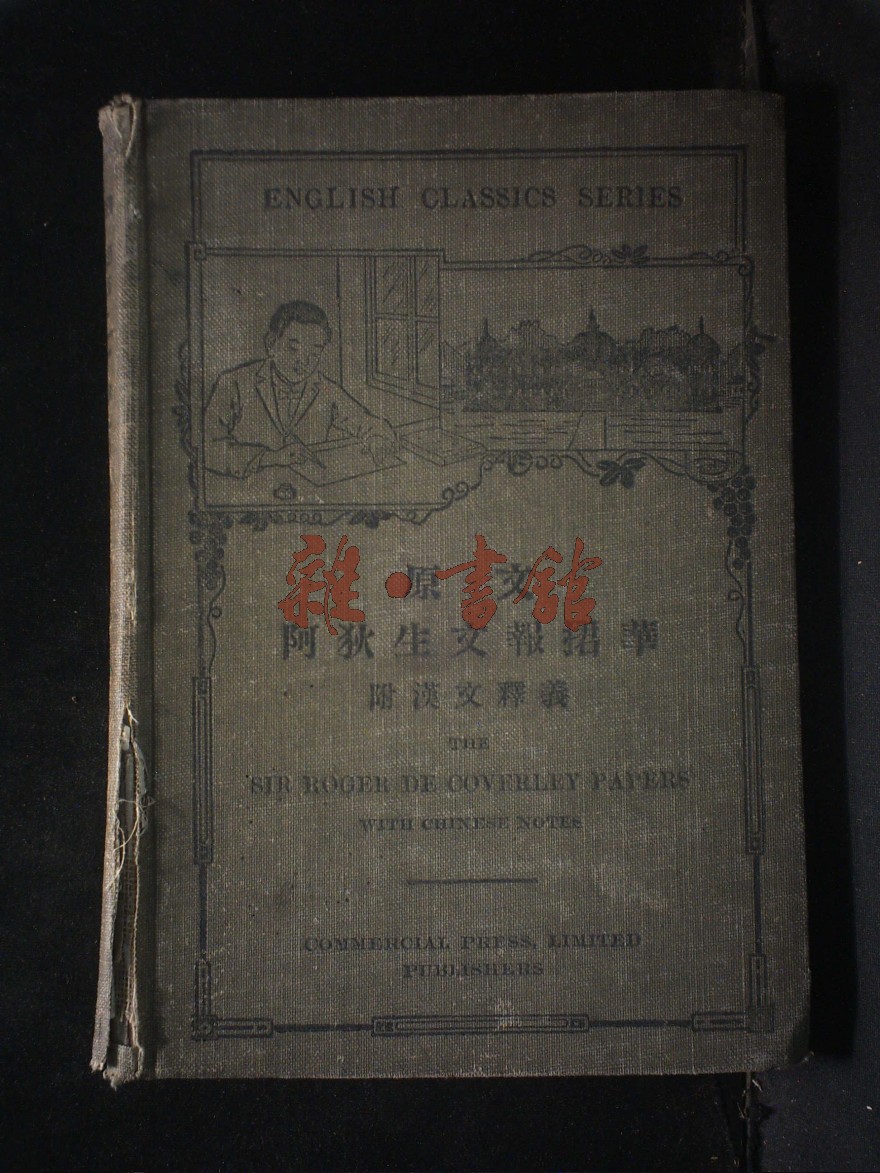 ENGLISH CLASSICS SERIES
原文
雜·書館
阿狄生文報捃華
附漢文釋義
THE
SIR ROGER DE COVERLEY PAPERS
WITH CHINESE NOTES
COMMERCIAL PRESS, LIMITED
PUBLISHERS